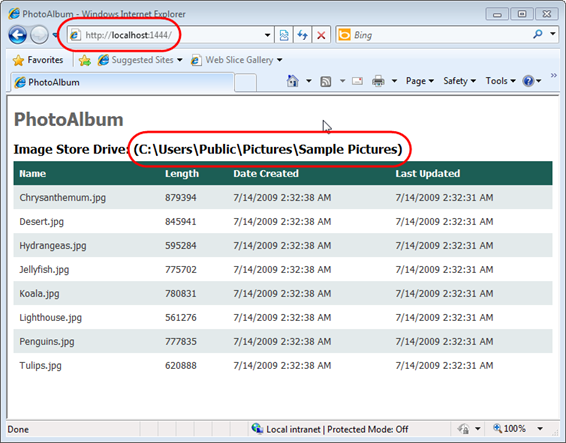 PhotoAlbum - Windows Internet Explorer
http://localhost:1444/
Bing
Favorites Suggested Sites Web Slice Gallery
PhotoAlbum Page Safety Tools
PhotoAlbum
Image Store Drive: (C:\Users\Public\Pictures\Sample Pictures)
Name Length Date Created Last Updated
Chrysanthemum.jpg 879394 7/14/2009 2:32:38 AM 7/14/2009 2:32:31 AM
Desert.jpg 845941 7/14/2009 2:32:38 AM 7/14/2009 2:32:31 AM
Hydrangeas.jpg 595284 7/14/2009 2:32:38 AM 7/14/2009 2:32:31 AM
Jellyfish.jpg 775702 7/14/2009 2:32:38 AM 7/14/2009 2:32:31 AM
Koala.jpg 780831 7/14/2009 2:32:38 AM 7/14/2009 2:32:31 AM
Lighthouse.jpg 561276 7/14/2009 2:32:38 AM 7/14/2009 2:32:31 AM
Penguins.jpg 777835 7/14/2009 2:32:38 AM 7/14/2009 2:32:31 AM
Tulips.jpg 620888 7/14/2009 2:32:38 AM 7/14/2009 2:32:31 AM
Done Local intranet | Protected Mode: Off 100%